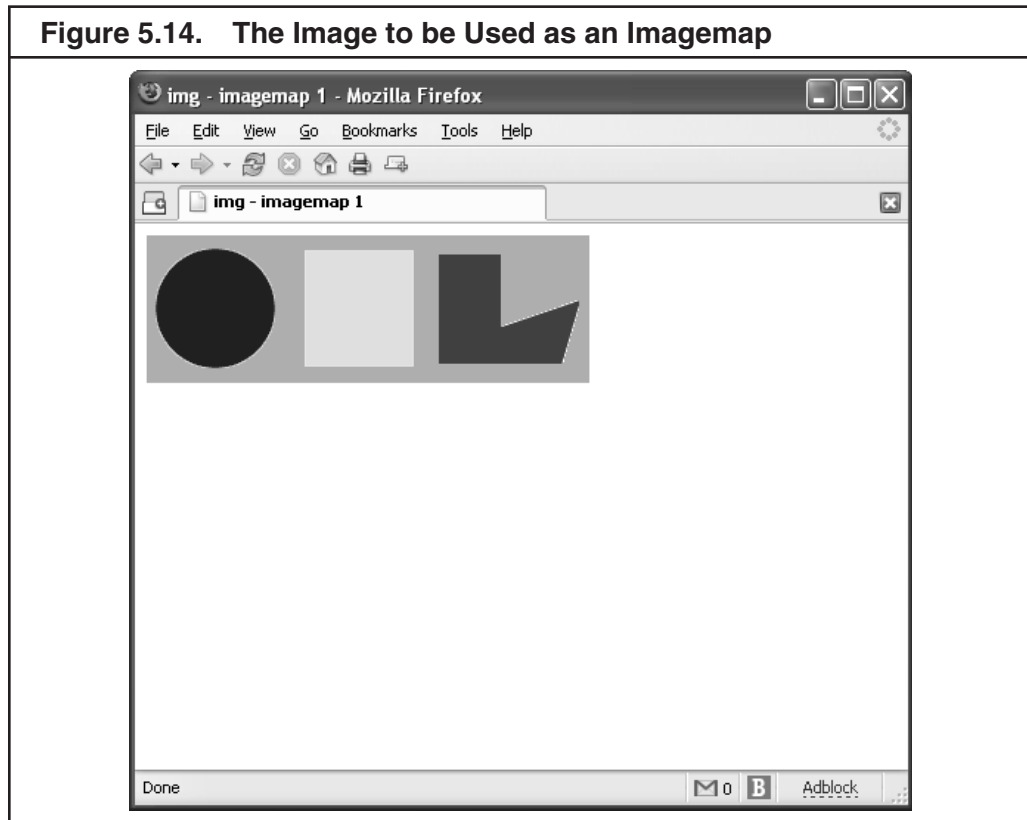 Figure 5.14. The Image to be Used as an Imagemap
img - imagemap 1 - Mozilla Firefox
File Edit View Go Bookmarks Tools Help
img - imagemap 1
Done 0 B Adblock